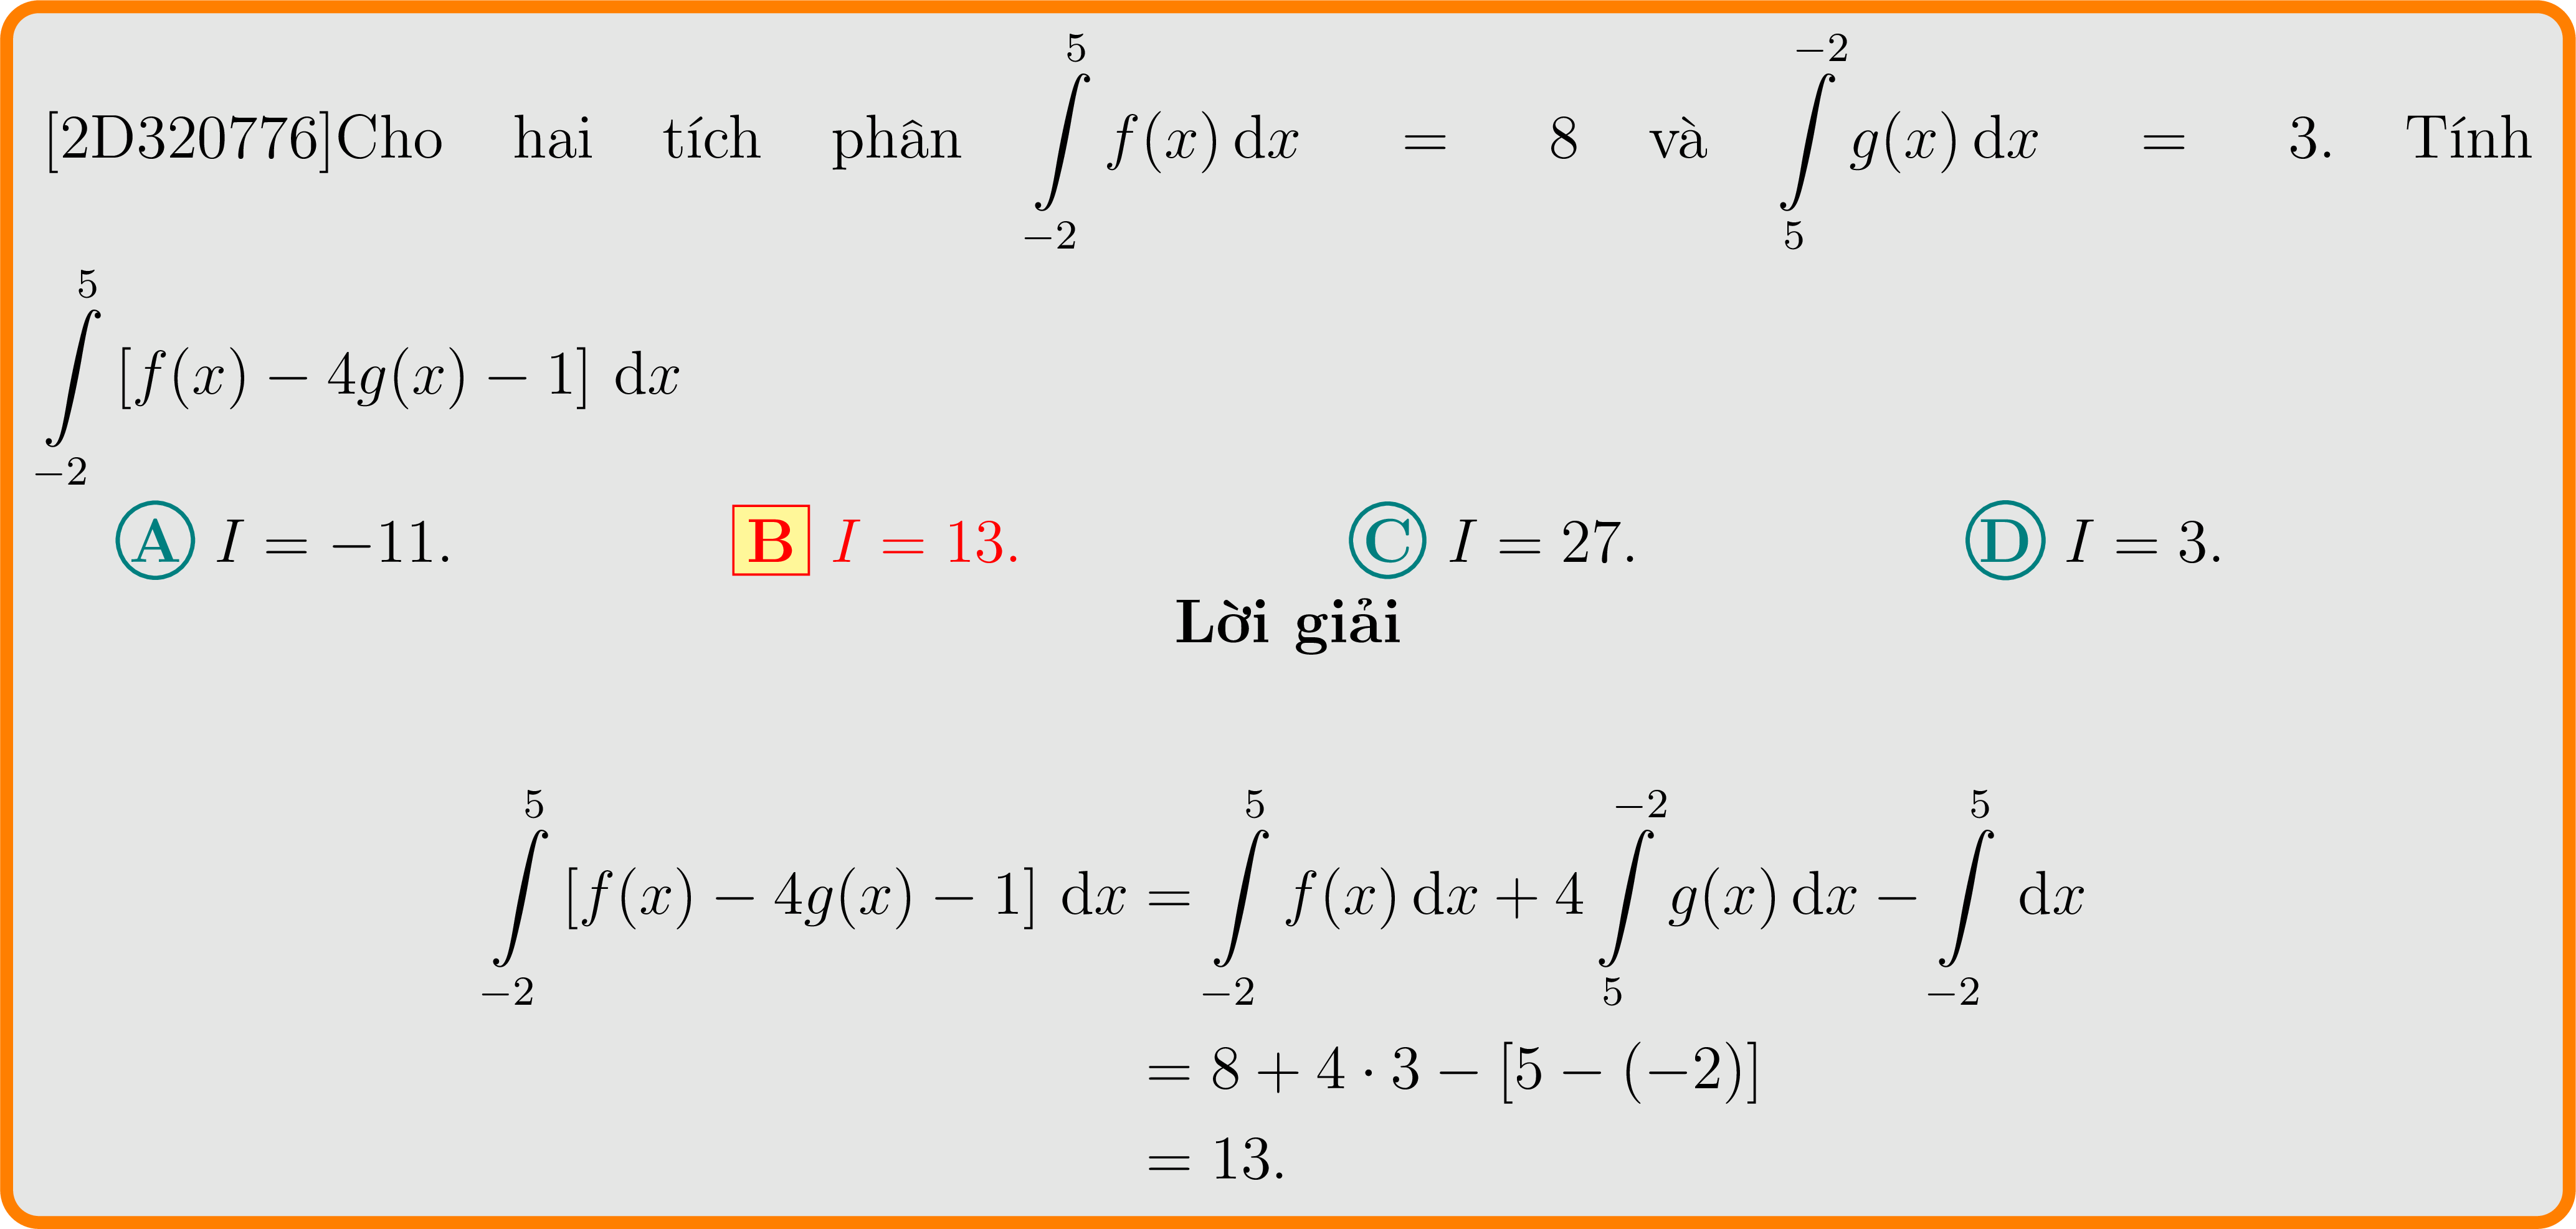 [2D320776]Cho hai tích phân $\int\limits_{-2}^{5} f(x)\,\mathrm{d}x = 8$ và $\int\limits_{5}^{-2} g(x)\,\mathrm{d}x = 3$. Tính
$\int\limits_{-2}^{5} [f(x) - 4g(x) - 1]\ \mathrm{d}x$
A $I = -11$. B $I = 13$. C $I = 27$. D $I = 3$.
Lời giải
$\int\limits_{-2}^{5} [f(x) - 4g(x) - 1]\ \mathrm{d}x = \int\limits_{-2}^{5} f(x)\,\mathrm{d}x + 4\int\limits_{5}^{-2} g(x)\,\mathrm{d}x - \int\limits_{-2}^{5} \mathrm{d}x$
$= 8 + 4 \cdot 3 - [5 - (-2)]$
$= 13.$